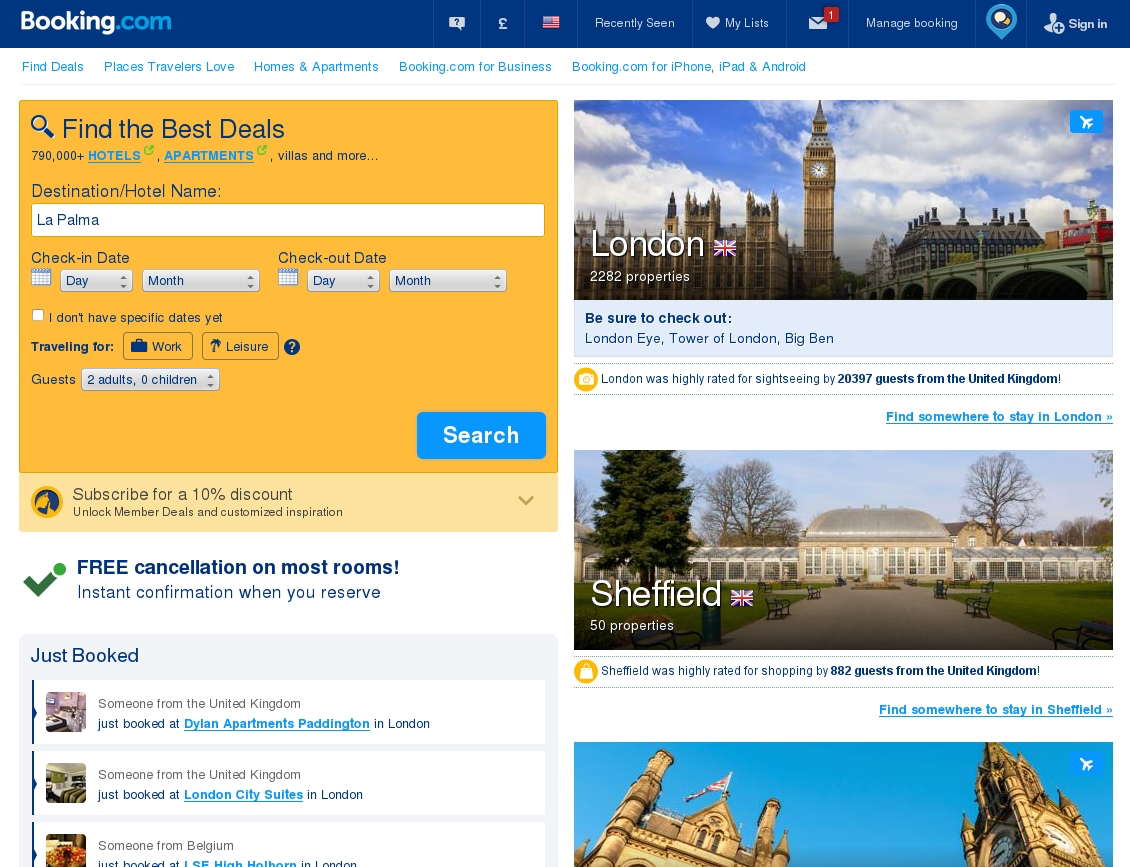 Booking.com
£
Recently Seen
My Lists
1
Manage booking
Sign in
Find Deals
Places Travelers Love
Homes & Apartments
Booking.com for Business
Booking.com for iPhone, iPad & Android
Find the Best Deals
790,000+ HOTELS , APARTMENTS , villas and more...
Destination/Hotel Name:
La Palma
Check-in Date
Check-out Date
Day
Month
Day
Month
I don't have specific dates yet
Traveling for:
Work
Leisure
?
Guests
2 adults, 0 children
Search
Subscribe for a 10% discount
Unlock Member Deals and customized inspiration
FREE cancellation on most rooms!
Instant confirmation when you reserve
Just Booked
Someone from the United Kingdom
just booked at Dylan Apartments Paddington in London
Someone from the United Kingdom
just booked at London City Suites in London
Someone from Belgium
just booked at LSE High Holborn in London
London
2282 properties
Be sure to check out:
London Eye, Tower of London, Big Ben
London was highly rated for sightseeing by 20397 guests from the United Kingdom!
Find somewhere to stay in London »
Sheffield
50 properties
Sheffield was highly rated for shopping by 882 guests from the United Kingdom!
Find somewhere to stay in Sheffield »